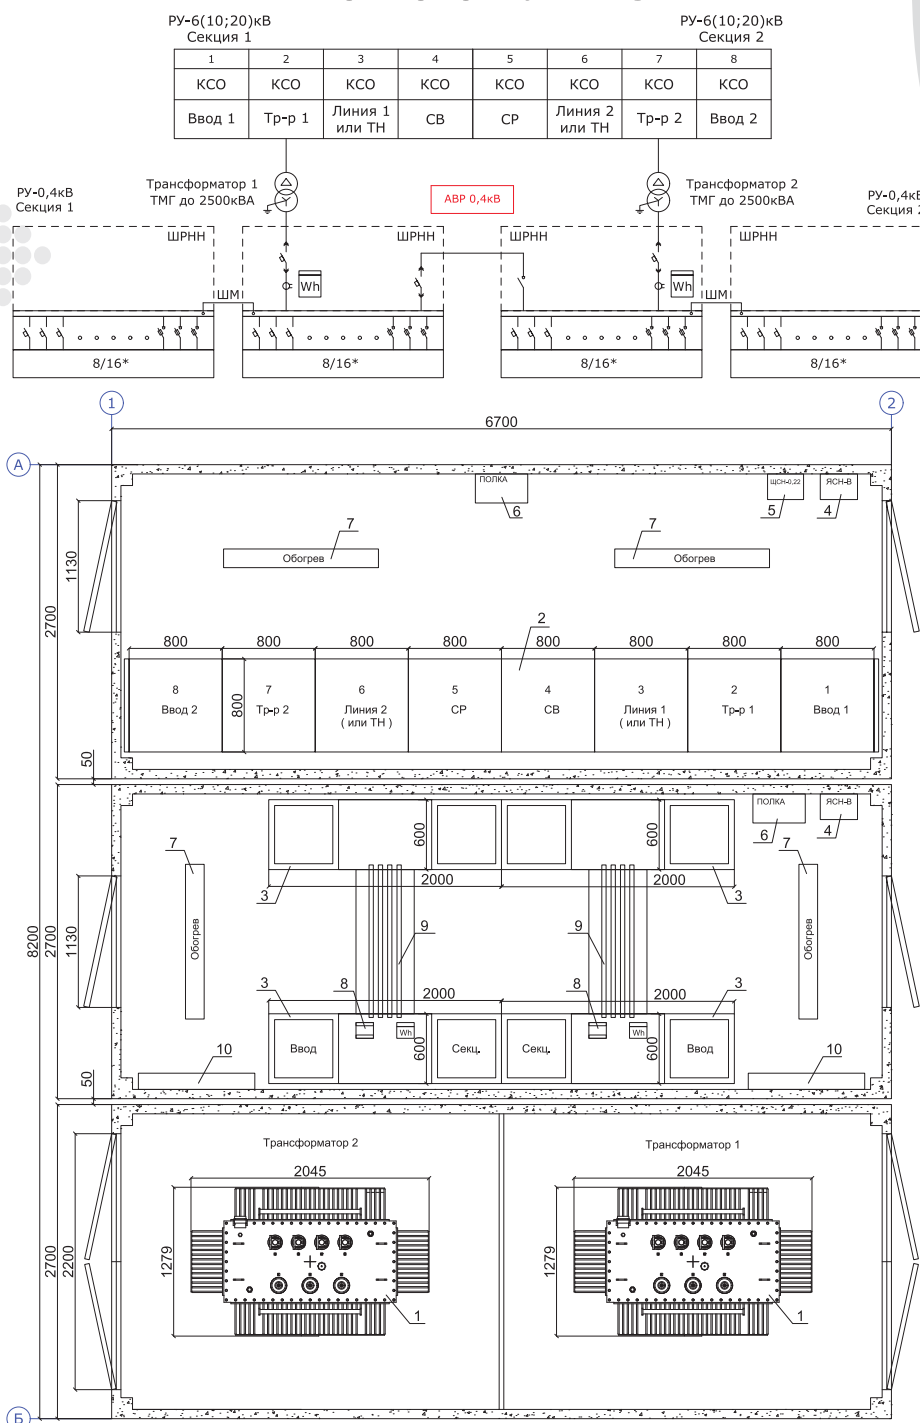 РУ-6(10;20)кВ
Секция 1
РУ-6(10;20)кВ
Секция 2
1 2 3 4 5 6 7 8
КСО КСО КСО КСО КСО КСО КСО КСО
Ввод 1 Тр-р 1 Линия 1 или ТН СВ СР Линия 2 или ТН Тр-р 2 Ввод 2
РУ-0,4кВ
Секция 1
Трансформатор 1
ТМГ до 2500кВА
АВР 0,4кВ
Трансформатор 2
ТМГ до 2500кВА
РУ-0,4кВ
Секция 2
ШРНН ШРНН ШРНН ШРНН
Wh Wh
ШМ ШМ
8/16* 8/16* 8/16* 8/16*
1 2
6700
А
ПОЛКА ЩСН-0,22 ЯСН-В
6 5 4
7 7
Обогрев Обогрев
1130
2700
2
800 800 800 800 800 800 800 800
8 7 6 5 4 3 2 1
Ввод 2 Тр-р 2 Линия 2 СР СВ Линия 1 Тр-р 1 Ввод 1
( или ТН ) ( или ТН )
800
50
ПОЛКА ЯСН-В
6 4
600 600
7 7
2000 2000
3 3
Обогрев Обогрев
9 9
8200
2700
1130
3 8 2000 2000 8 3
Wh Wh
Ввод 600 Секц. Секц. 600 Ввод
10 10
50
Трансформатор 2 Трансформатор 1
2045 2045
1279 1279
2700
2200
1 1
Б